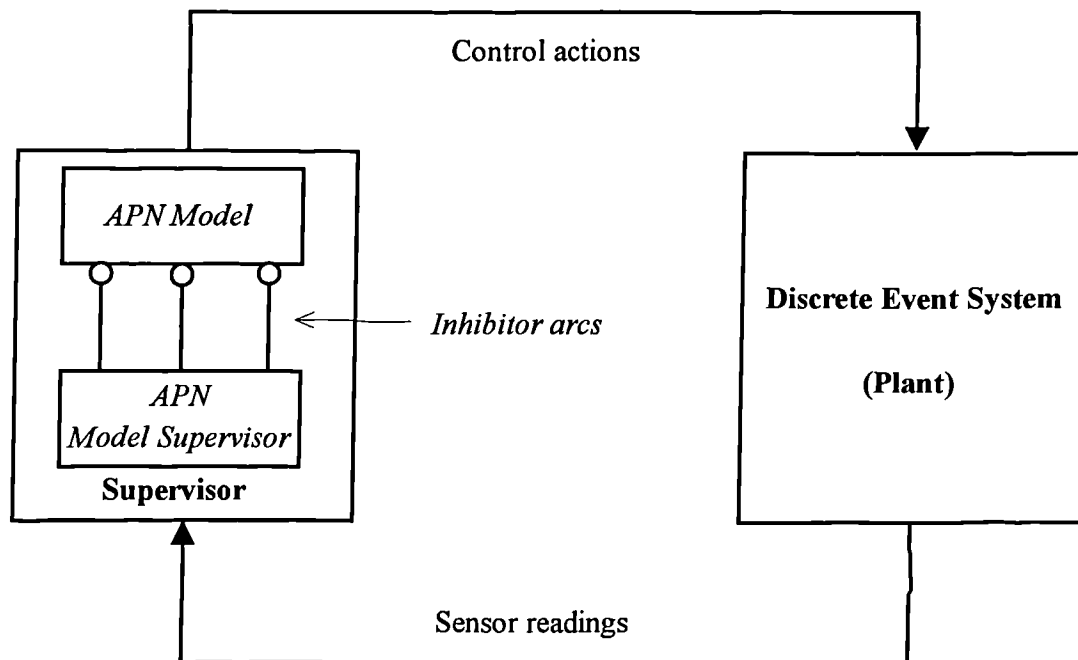 Control actions
APN Model
Inhibitor arcs
APN
Model Supervisor
Supervisor
Discrete Event System
(Plant)
Sensor readings